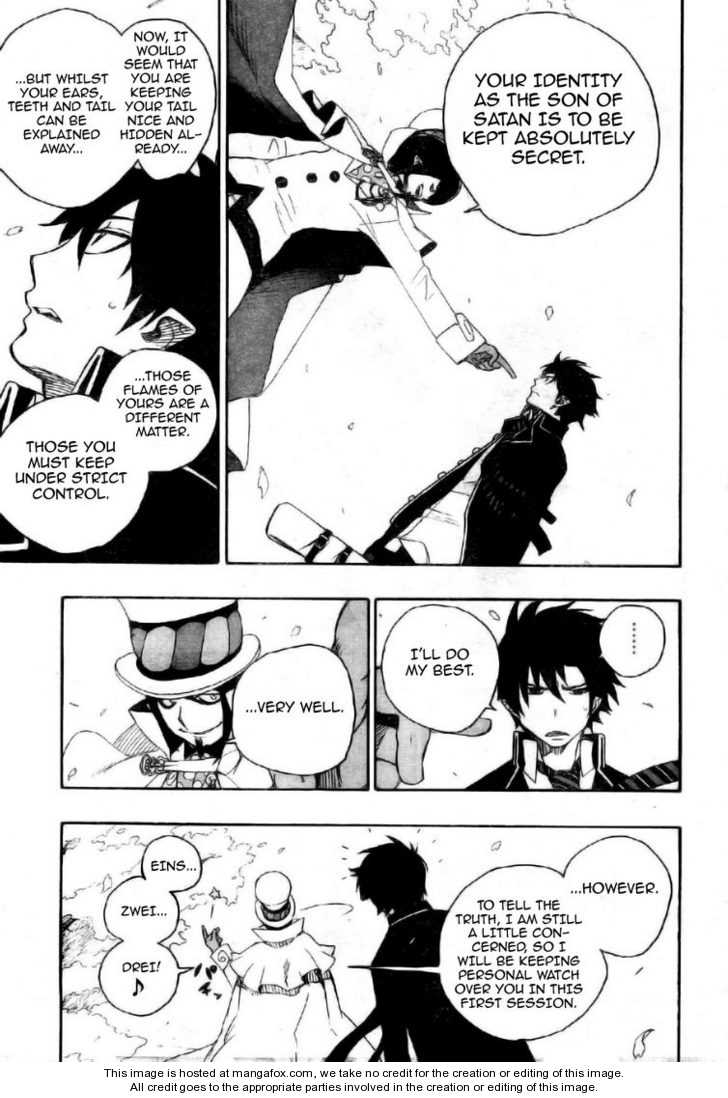 YOUR IDENTITY
AS THE SON OF
SATAN IS TO BE
KEPT ABSOLUTELY
SECRET.
NOW, IT
WOULD
SEEM THAT
YOU ARE
KEEPING
YOUR TAIL
NICE AND
HIDDEN AL-
READY...
...BUT WHILST
YOUR EARS,
TEETH AND TAIL
CAN BE
EXPLAINED
AWAY...
...THOSE
FLAMES OF
YOURS ARE A
DIFFERENT
MATTER.
THOSE YOU
MUST KEEP
UNDER STRICT
CONTROL.
........
I'LL DO
MY BEST.
...VERY WELL.
...HOWEVER.
TO TELL THE
TRUTH, I AM STILL
A LITTLE CON-
CERNED, SO I
WILL BE KEEPING
PERSONAL WATCH
OVER YOU IN THIS
FIRST SESSION.
EINS...
ZWEI...
DREI!
♪
This image is hosted at mangafox.com, we take no credit for the creation or editing of this image.
All credit goes to the appropriate parties involved in the creation or editing of this image.